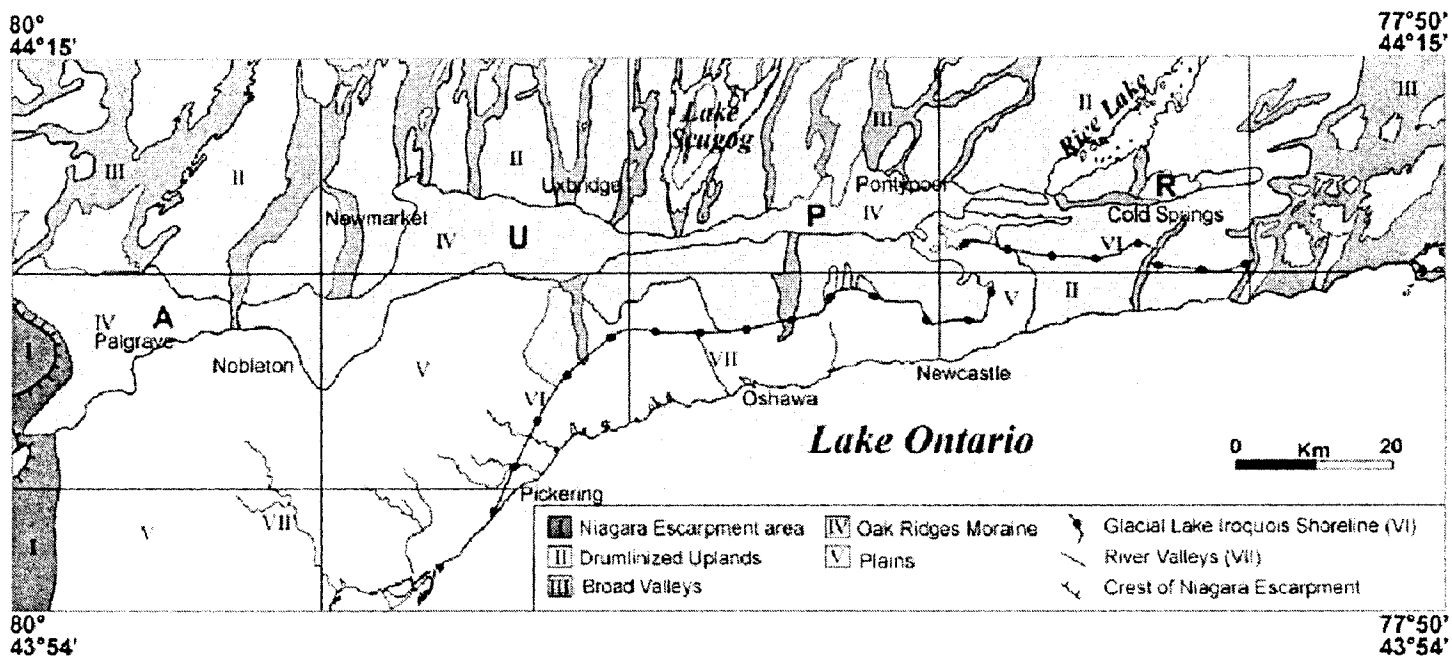 80° 77°50'
44°15' 44°15'
III
II
Lake
Scugog
III
II
Rice Lake
III
II
Uxbridge
Pontypool
R
Newmarket
P
IV
Cold Springs
IV
U
VI
IV
A
V
II
Palgrave
I
Nobleton
V
VII
Newcastle
VI
Oshawa
Lake Ontario
0 Km 20
Pickering
V
VII
I
I Niagara Escarpment area
II Drumlinized Uplands
III Broad Valleys
IV Oak Ridges Moraine
V Plains
Glacial Lake Iroquois Shoreline (VI)
River Valleys (VII)
Crest of Niagara Escarpment
80° 77°50'
43°54' 43°54'